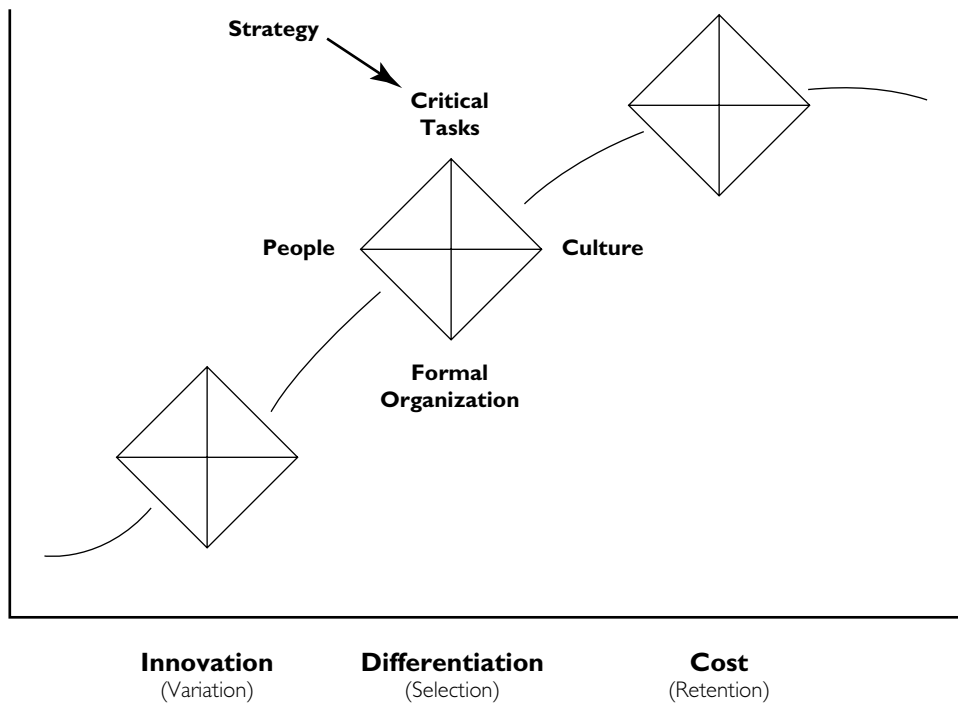 Strategy
Critical
Tasks
People
Culture
Formal
Organization
Innovation
(Variation)
Differentiation
(Selection)
Cost
(Retention)